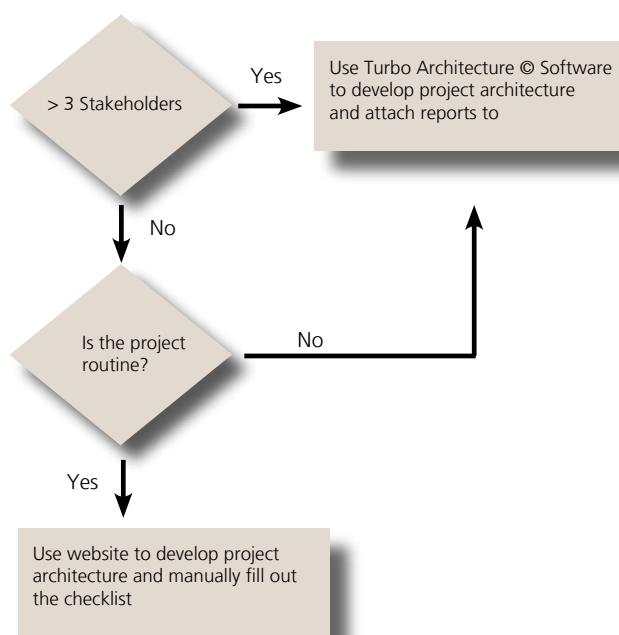 > 3 Stakeholders
Yes
Use Turbo Architecture © Software
to develop project architecture
and attach reports to
No
Is the project
routine?
No
Yes
Use website to develop project
architecture and manually fill out
the checklist